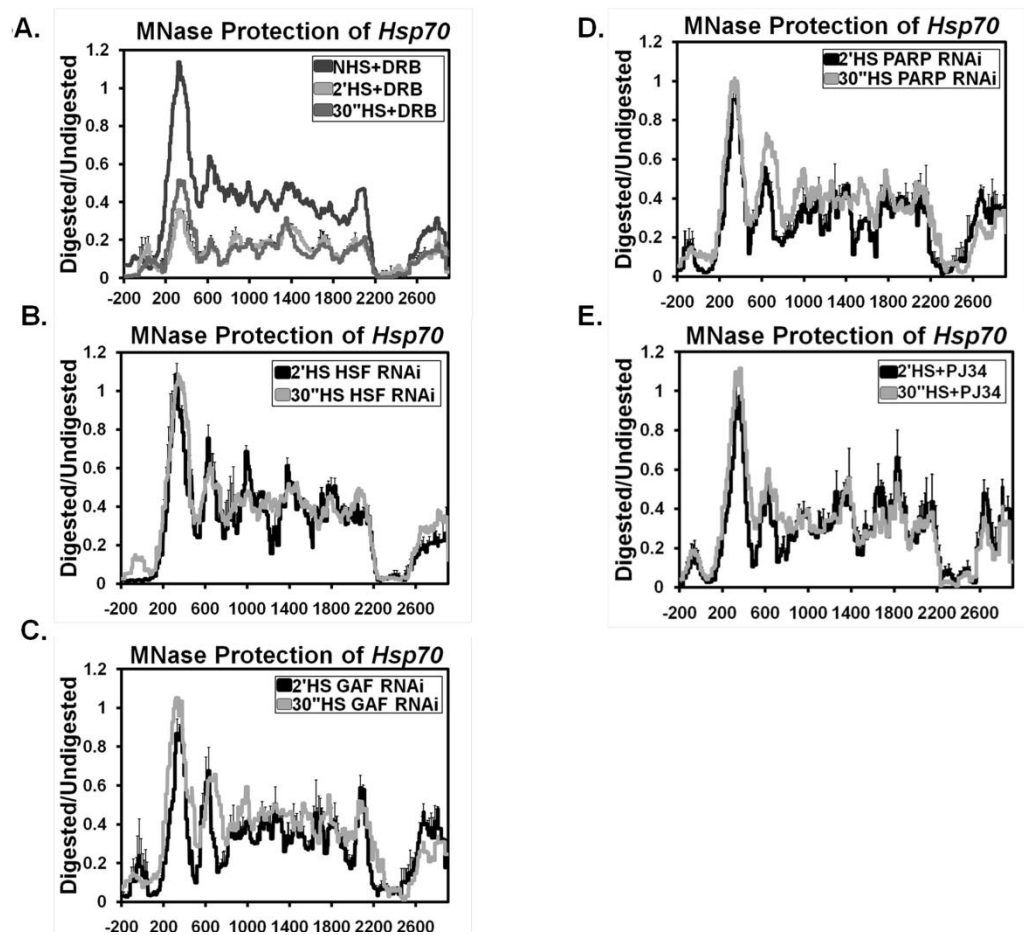 A.
MNase Protection of Hsp70
NHS+DRB
2'HS+DRB
30"HS+DRB
Digested/Undigested
1.2
1
0.8
0.6
0.4
0.2
0
-200 200 600 1000 1400 1800 2200 2600
B.
MNase Protection of Hsp70
2'HS HSF RNAi
30"HS HSF RNAi
Digested/Undigested
1.2
1
0.8
0.6
0.4
0.2
0
-200 200 600 1000 1400 1800 2200 2600
C.
MNase Protection of Hsp70
2'HS GAF RNAi
30"HS GAF RNAi
Digested/Undigested
1.2
1
0.8
0.6
0.4
0.2
0
-200 200 600 1000 1400 1800 2200 2600
D.
MNase Protection of Hsp70
2'HS PARP RNAi
30"HS PARP RNAi
Digested/Undigested
1.2
1
0.8
0.6
0.4
0.2
0
-200 200 600 1000 1400 1800 2200 2600
E.
MNase Protection of Hsp70
2'HS+PJ34
30"HS+PJ34
Digested/Undigested
1.2
1
0.8
0.6
0.4
0.2
0
-200 200 600 1000 1400 1800 2200 2600